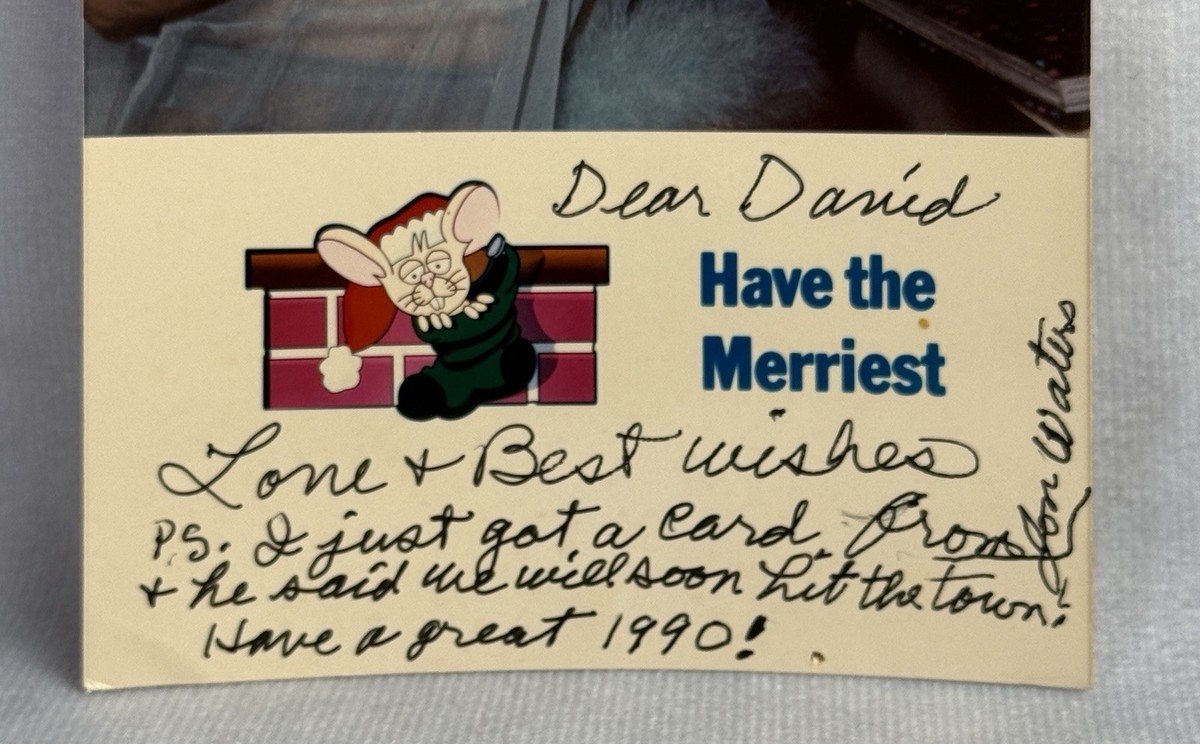 Dear David
Have the
Merriest
Love + Best wishes
P.S. I just got a card from Jon Waters
+ he said we will soon hit the town!
Have a great 1990!